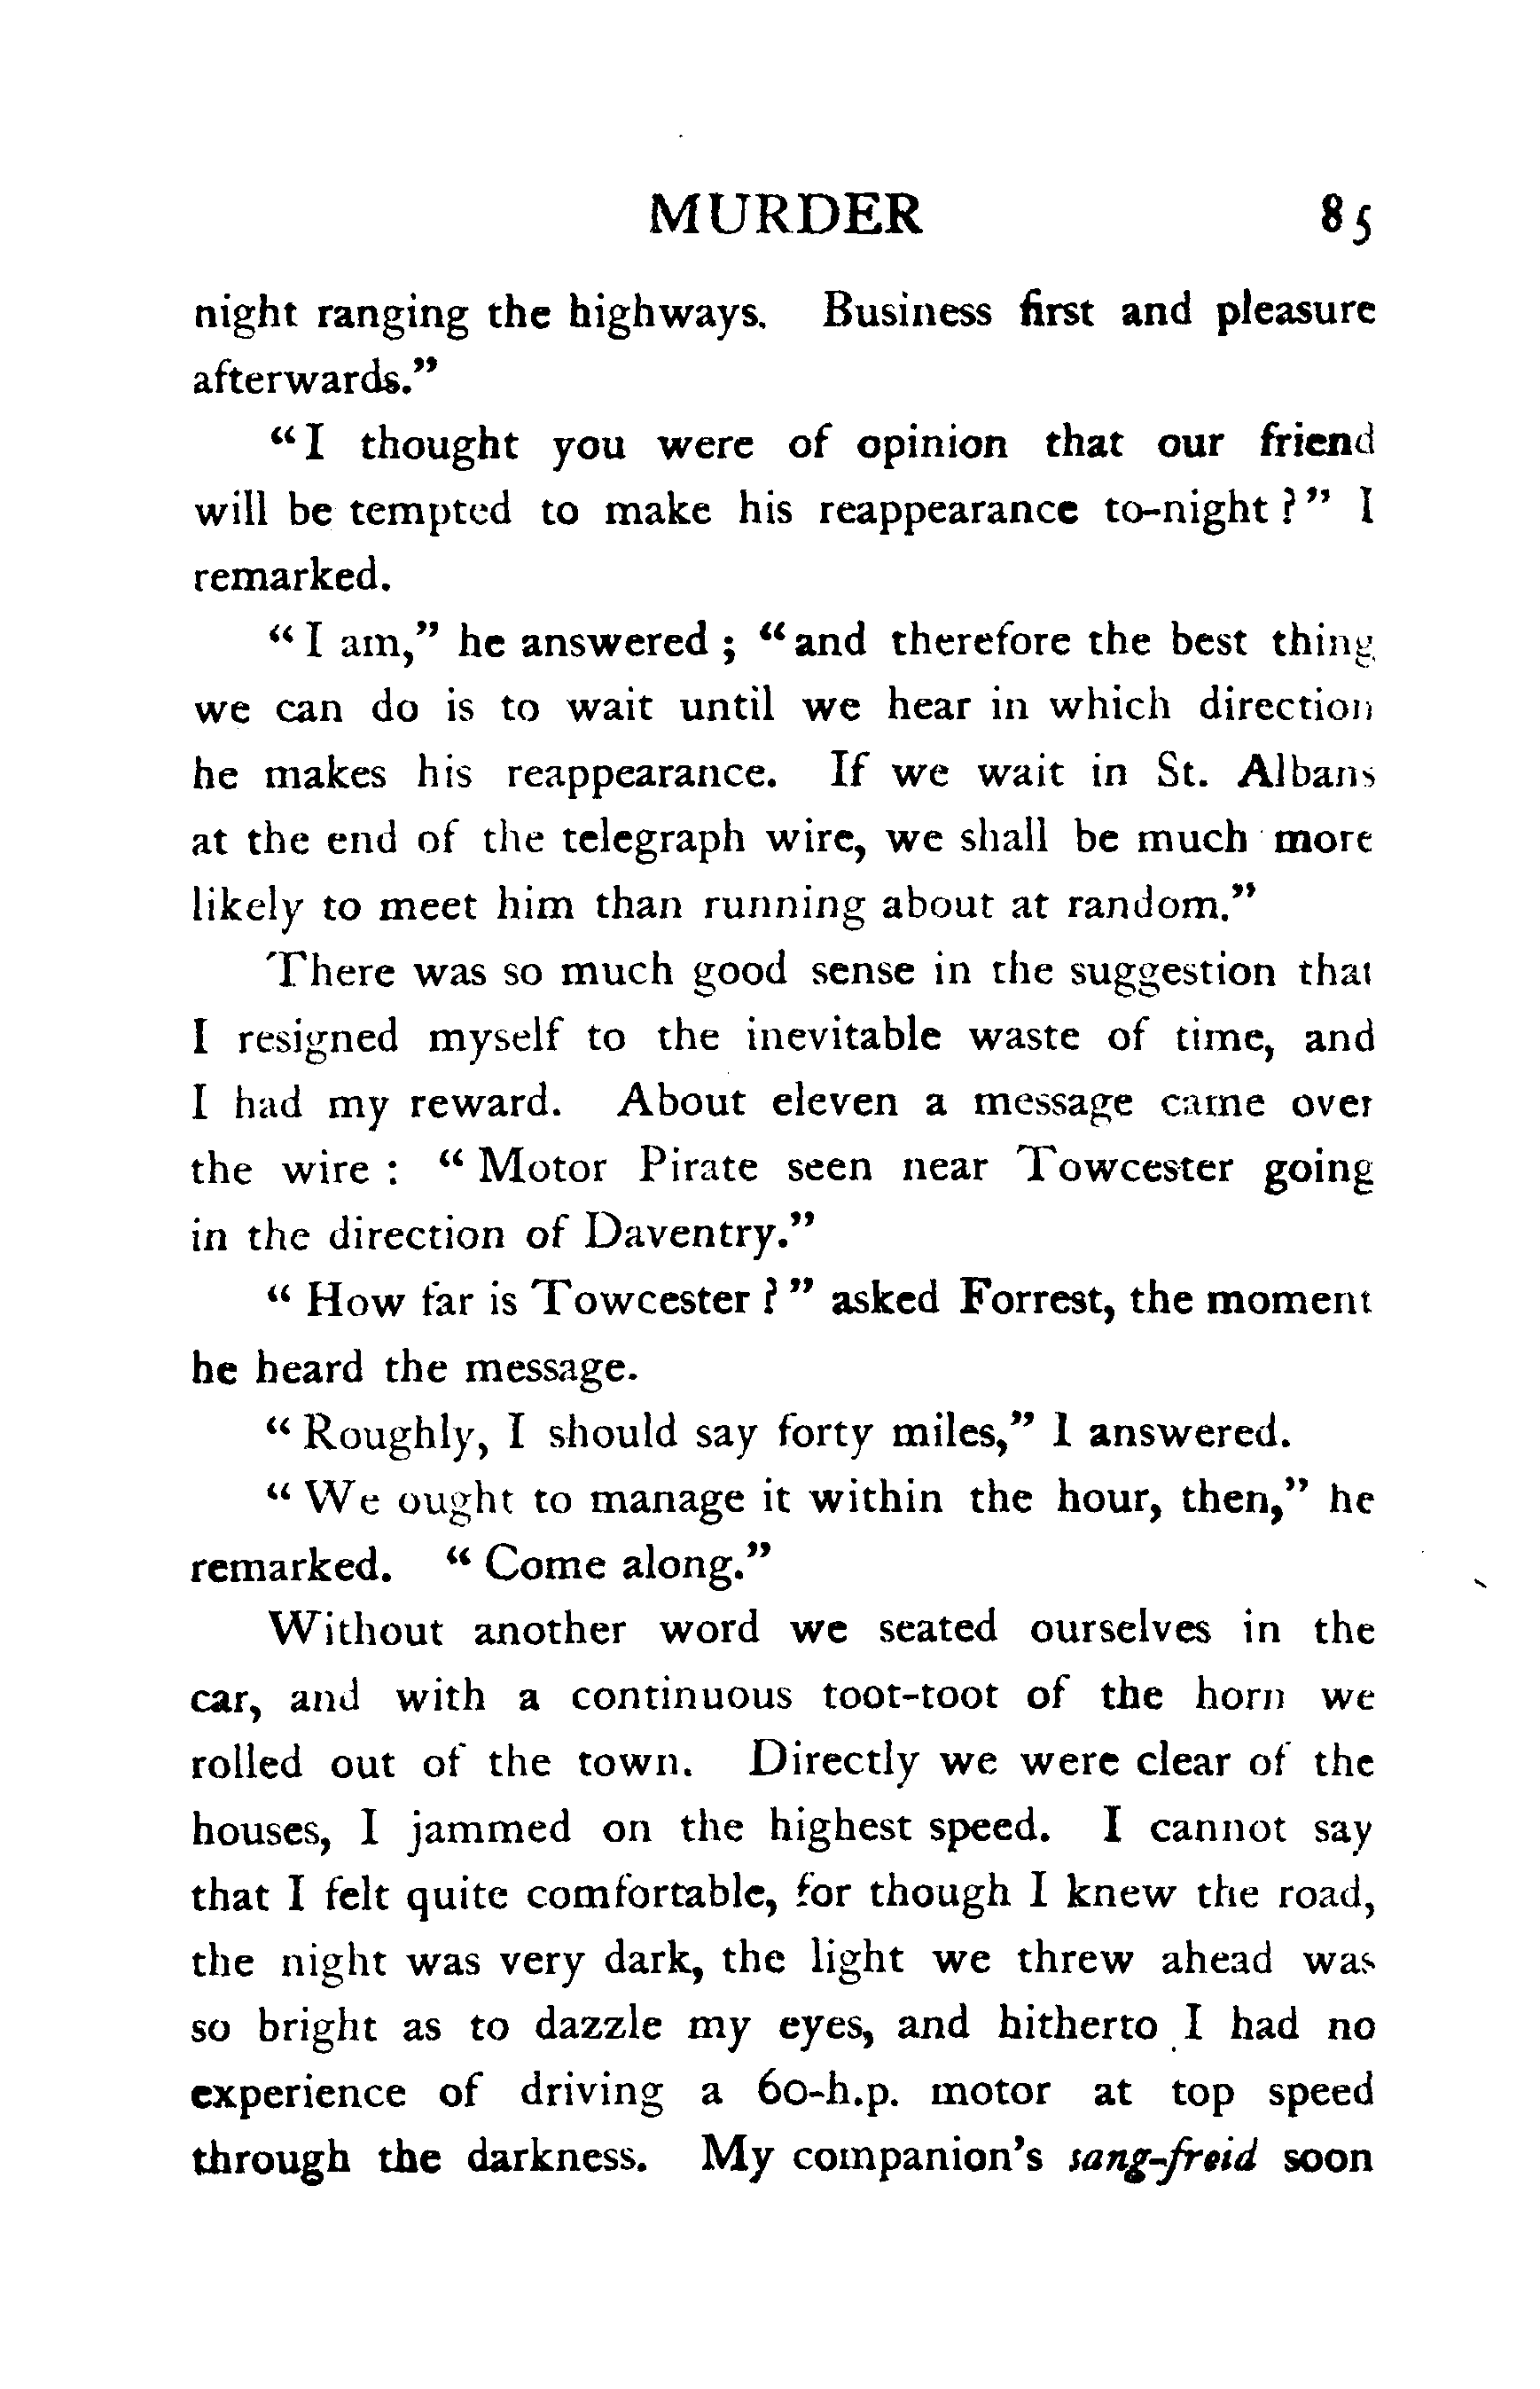 MURDER 85
night ranging the highways. Business first and pleasure
afterwards."
"I thought you were of opinion that our friend
will be tempted to make his reappearance to-night?" I
remarked.
"I am," he answered; "and therefore the best thing
we can do is to wait until we hear in which direction
he makes his reappearance. If we wait in St. Albans
at the end of the telegraph wire, we shall be much more
likely to meet him than running about at random."
There was so much good sense in the suggestion that
I resigned myself to the inevitable waste of time, and
I had my reward. About eleven a message came over
the wire: "Motor Pirate seen near Towcester going
in the direction of Daventry."
"How far is Towcester?" asked Forrest, the moment
he heard the message.
"Roughly, I should say forty miles," I answered.
"We ought to manage it within the hour, then," he
remarked. "Come along."
Without another word we seated ourselves in the
car, and with a continuous toot-toot of the horn we
rolled out of the town. Directly we were clear of the
houses, I jammed on the highest speed. I cannot say
that I felt quite comfortable, for though I knew the road,
the night was very dark, the light we threw ahead was
so bright as to dazzle my eyes, and hitherto I had no
experience of driving a 60-h.p. motor at top speed
through the darkness. My companion's sang-froid soon